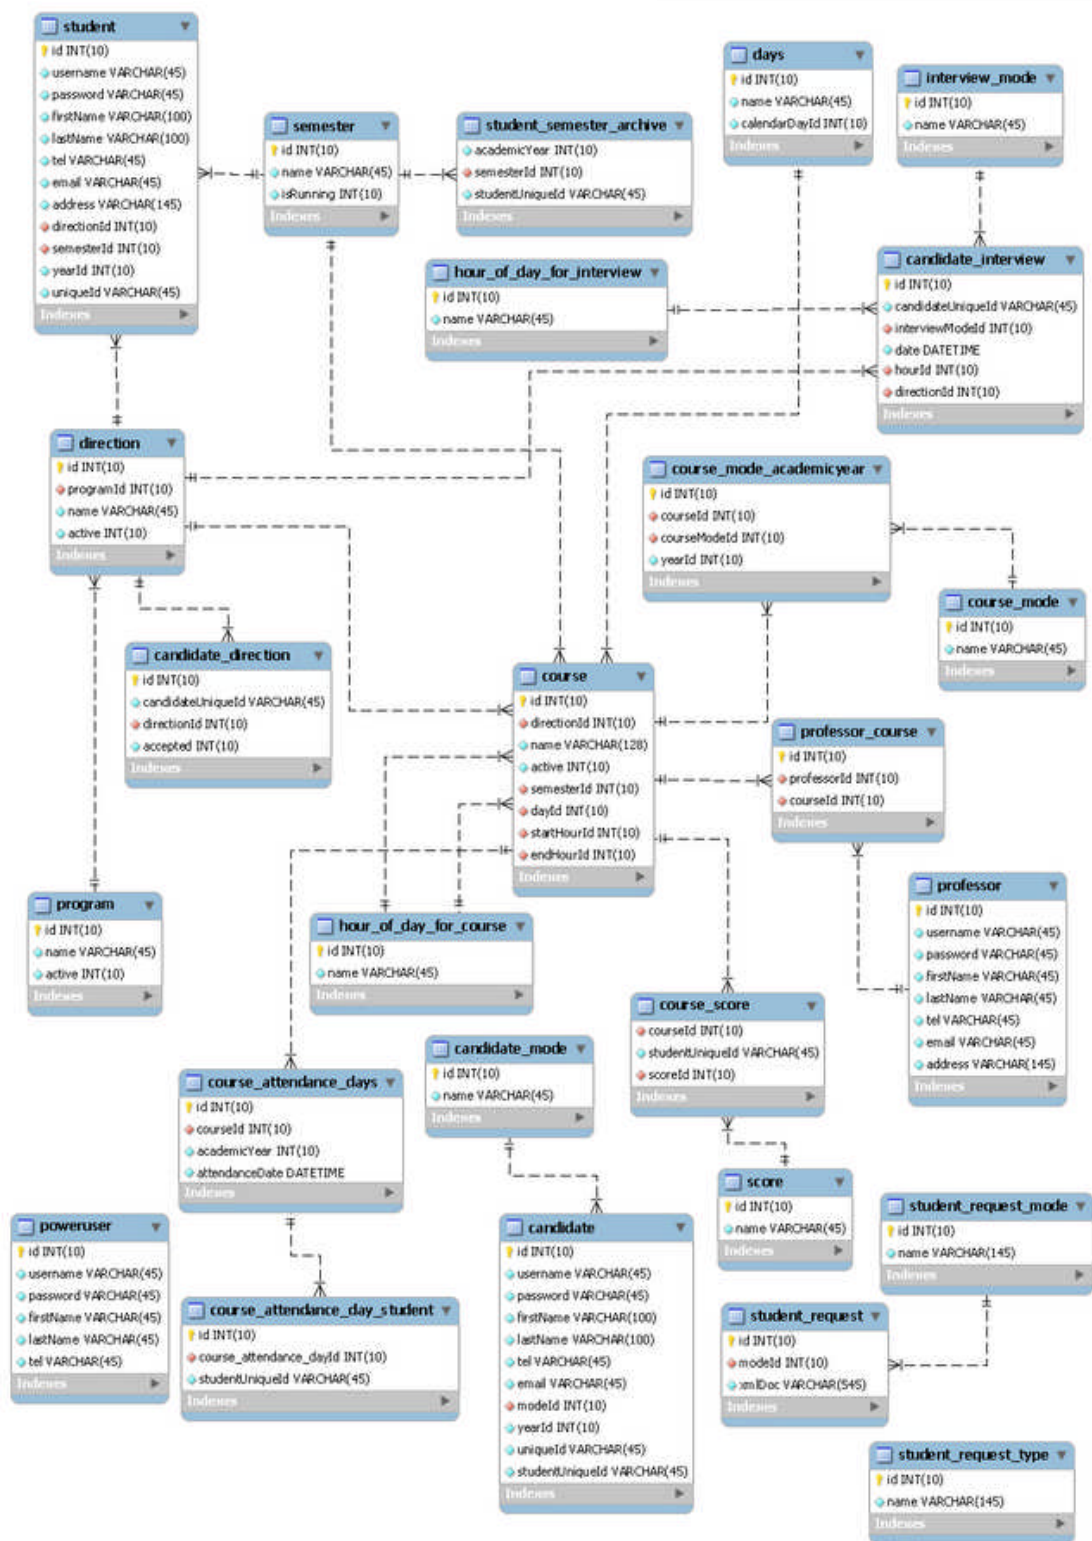 student
id INT(10)
username VARCHAR(45)
password VARCHAR(45)
firstName VARCHAR(100)
lastName VARCHAR(100)
tel VARCHAR(45)
email VARCHAR(45)
address VARCHAR(145)
directionId INT(10)
semesterId INT(10)
yearId INT(10)
uniqueId VARCHAR(45)
Indexes
semester
id INT(10)
name VARCHAR(45)
isRunning INT(10)
Indexes
student_semester_archive
academicYear INT(10)
semesterId INT(10)
studentUniqueId VARCHAR(45)
Indexes
days
id INT(10)
name VARCHAR(45)
calendarDayId INT(10)
Indexes
interview_mode
id INT(10)
name VARCHAR(45)
Indexes
hour_of_day_for_interview
id INT(10)
name VARCHAR(45)
Indexes
candidate_interview
id INT(10)
candidateUniqueId VARCHAR(45)
interviewModeId INT(10)
date DATETIME
hourId INT(10)
directionId INT(10)
Indexes
direction
id INT(10)
programId INT(10)
name VARCHAR(45)
active INT(10)
Indexes
course_mode_academicyear
id INT(10)
courseId INT(10)
courseModeId INT(10)
yearId INT(10)
Indexes
course_mode
id INT(10)
name VARCHAR(45)
Indexes
candidate_direction
id INT(10)
candidateUniqueId VARCHAR(45)
directionId INT(10)
accepted INT(10)
Indexes
course
id INT(10)
directionId INT(10)
name VARCHAR(128)
active INT(10)
semesterId INT(10)
dayId INT(10)
startHourId INT(10)
endHourId INT(10)
Indexes
professor_course
id INT(10)
professorId INT(10)
courseId INT(10)
Indexes
program
id INT(10)
name VARCHAR(45)
active INT(10)
Indexes
hour_of_day_for_course
id INT(10)
name VARCHAR(45)
Indexes
professor
id INT(10)
username VARCHAR(45)
password VARCHAR(45)
firstName VARCHAR(45)
lastName VARCHAR(45)
tel VARCHAR(45)
email VARCHAR(45)
address VARCHAR(145)
Indexes
course_score
courseId INT(10)
studentUniqueId VARCHAR(45)
scoreId INT(10)
Indexes
candidate_mode
id INT(10)
name VARCHAR(45)
Indexes
course_attendance_days
id INT(10)
courseId INT(10)
academicYear INT(10)
attendanceDate DATETIME
Indexes
score
id INT(10)
name VARCHAR(45)
Indexes
student_request_mode
id INT(10)
name VARCHAR(145)
Indexes
poweruser
id INT(10)
username VARCHAR(45)
password VARCHAR(45)
firstName VARCHAR(45)
lastName VARCHAR(45)
tel VARCHAR(45)
Indexes
course_attendance_day_student
id INT(10)
course_attendance_dayId INT(10)
studentUniqueId VARCHAR(45)
Indexes
candidate
id INT(10)
username VARCHAR(45)
password VARCHAR(45)
firstName VARCHAR(100)
lastName VARCHAR(100)
tel VARCHAR(45)
email VARCHAR(45)
modeId INT(10)
yearId INT(10)
uniqueId VARCHAR(45)
studentUniqueId VARCHAR(45)
Indexes
student_request
id INT(10)
modeId INT(10)
xmlDoc VARCHAR(545)
Indexes
student_request_type
id INT(10)
name VARCHAR(145)
Indexes